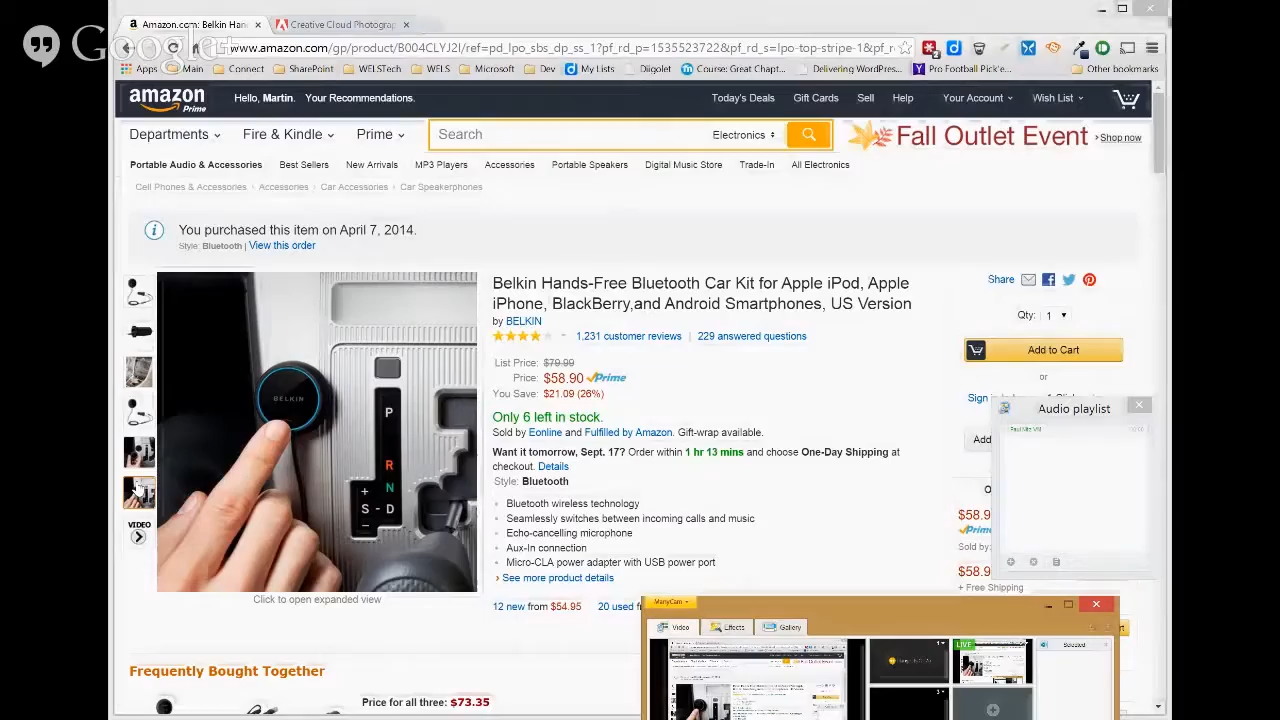 Amazon.com: Belkin Han
Creative Cloud Photograp
Google+
www.amazon.com/gp/product/B004CLYJ
/ref=pd_lpo_sbs_dp_ss_1?pf_rd_p=1535523722&pf_rd_s=lpo-top-stripe-1&pf_r
Apps
Main
Connect
SharePoint
WELSTech
WELS
Microsoft
Dev
My Lists
Diigolet
Course Great Chapt...
Delivering WordPres...
Pro Football Pick'e...
Other bookmarks
amazon
Prime
Hello, Martin. Your Recommendations.
Today's Deals
Gift Cards
Sell
Help
Your Account
Wish List
Departments
Fire & Kindle
Prime
Search
Electronics
Fall Outlet Event
Shop now
Portable Audio & Accessories
Best Sellers
New Arrivals
MP3 Players
Accessories
Portable Speakers
Digital Music Store
Trade-In
All Electronics
Cell Phones & Accessories › Accessories › Car Accessories › Car Speakerphones
You purchased this item on April 7, 2014.
Style: Bluetooth | View this order
BELKIN
P
R
N
+
S - D
–
VIDEO
Click to open expanded view
Belkin Hands-Free Bluetooth Car Kit for Apple iPod, Apple
iPhone, BlackBerry,and Android Smartphones, US Version
by BELKIN
1,231 customer reviews | 229 answered questions
List Price: $79.99
Price: $58.90 Prime
You Save: $21.09 (26%)
Only 6 left in stock.
Sold by Eonline and Fulfilled by Amazon. Gift-wrap available.
Want it tomorrow, Sept. 17? Order within 1 hr 13 mins and choose One-Day Shipping at
checkout. Details
Style: Bluetooth
Bluetooth wireless technology
Seamlessly switches between incoming calls and music
Echo-cancelling microphone
Aux-In connection
Micro-CLA power adapter with USB power port
› See more product details
12 new from $54.95
20 used f
Share
Qty: 1
Add to Cart
or
Sign
Add
$58.9
Prime
Sold by:
$58.9
+ Free Shipping
Audio playlist
00:00
ManyCam
Video
Effects
Gallery
LIVE
Selected
Frequently Bought Together
Price for all three: $73.35